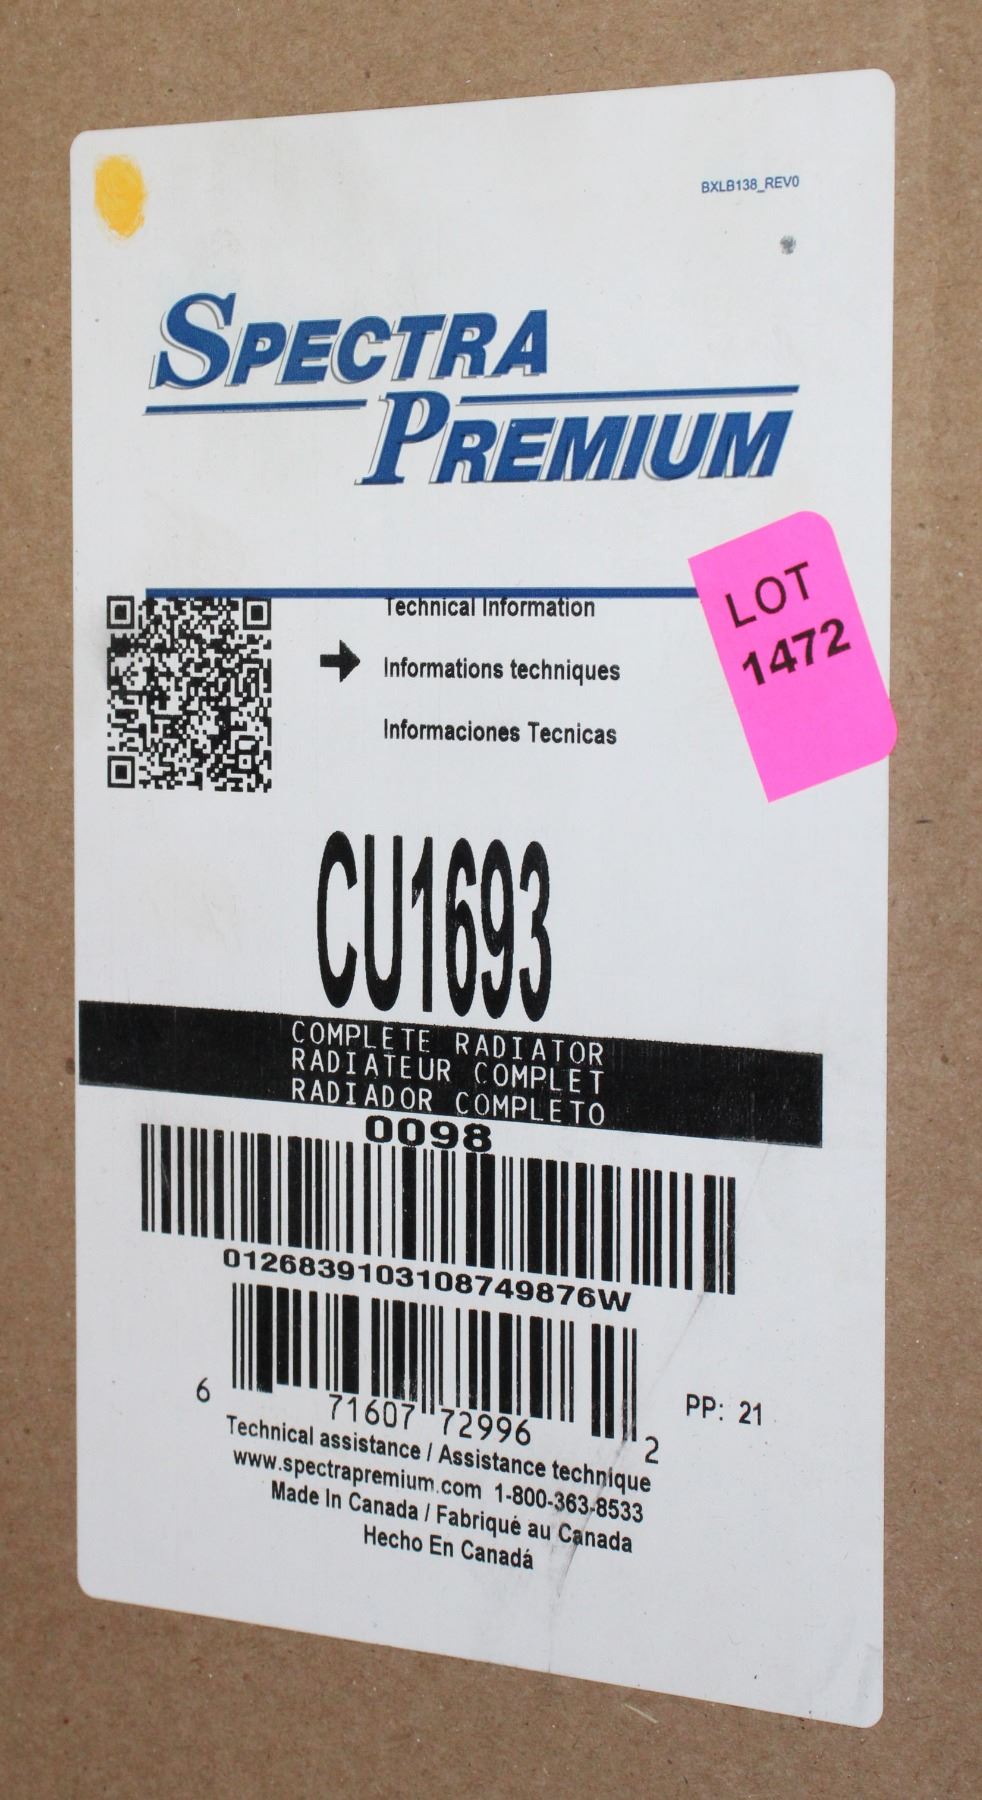 BXLB138_REV0
SPECTRA
PREMIUM
LOT
1472
Technical Information
Informations techniques
Informaciones Tecnicas
CU1693
COMPLETE RADIATOR
RADIATEUR COMPLET
RADIADOR COMPLETO
0098
0126839103108749876W
6 71607 72996 2
PP: 21
Technical assistance / Assistance technique
www.spectrapremium.com 1-800-363-8533
Made In Canada / Fabriqué au Canada
Hecho En Canadá